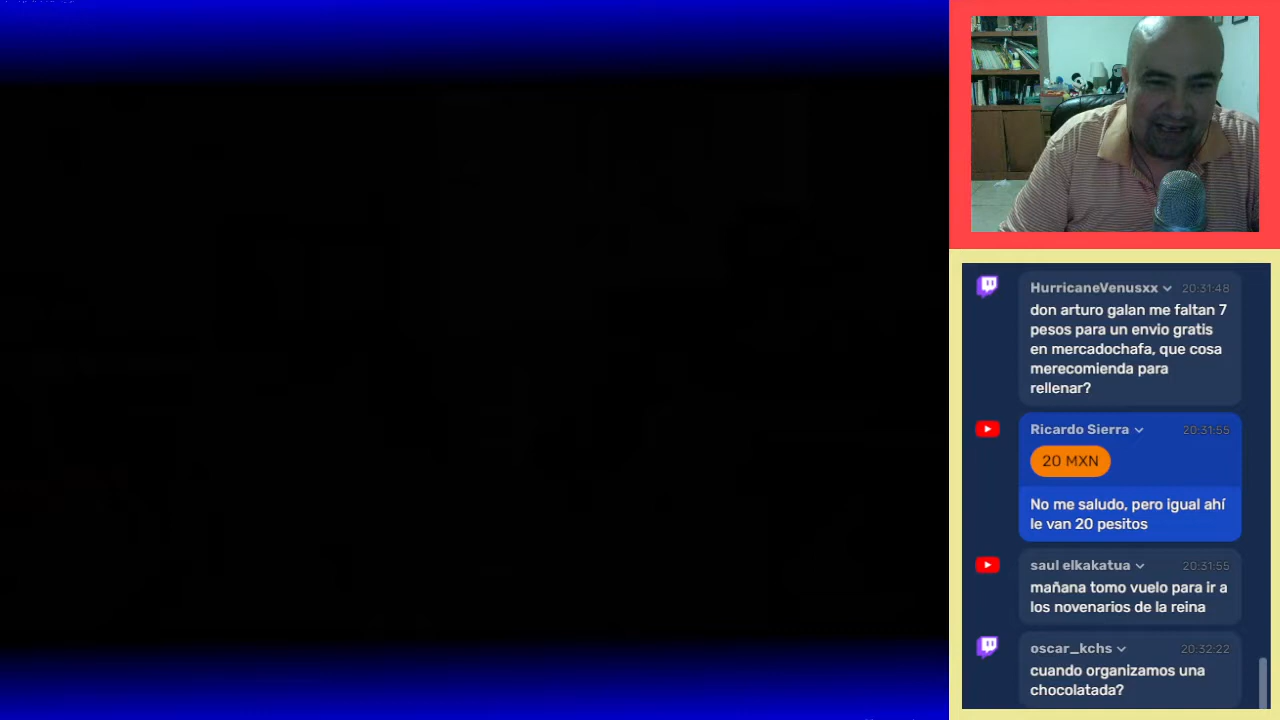 HurricaneVenusxx 20:31:48
don arturo galan me faltan 7
pesos para un envio gratis
en mercadochafa, que cosa
merecomienda para
rellenar?
Ricardo Sierra 20:31:55
20 MXN
No me saludo, pero igual ahí
le van 20 pesitos
saul elkakatua 20:31:55
mañana tomo vuelo para ir a
los novenarios de la reina
oscar_kchs 20:32:22
cuando organizamos una
chocolatada?